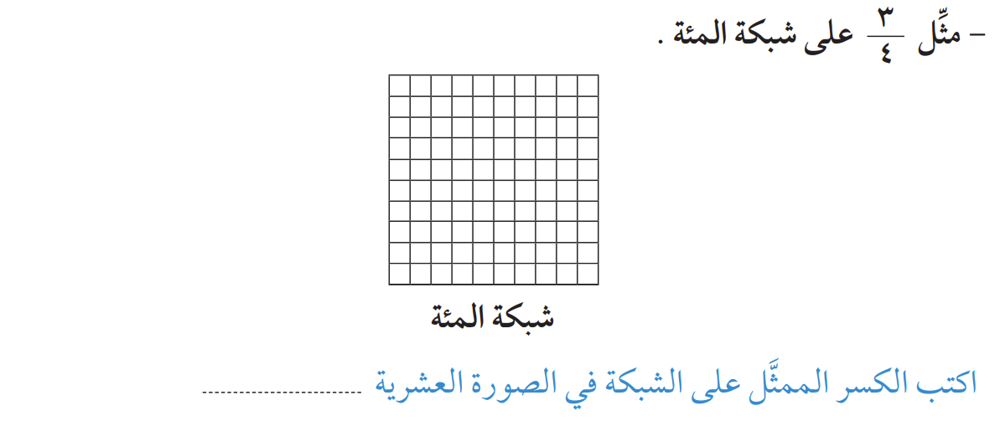 – مثِّل ٣/٤ على شبكة المئة .
شبكة المئة
اكتب الكسر الممثَّل على الشبكة في الصورة العشرية ------------------------